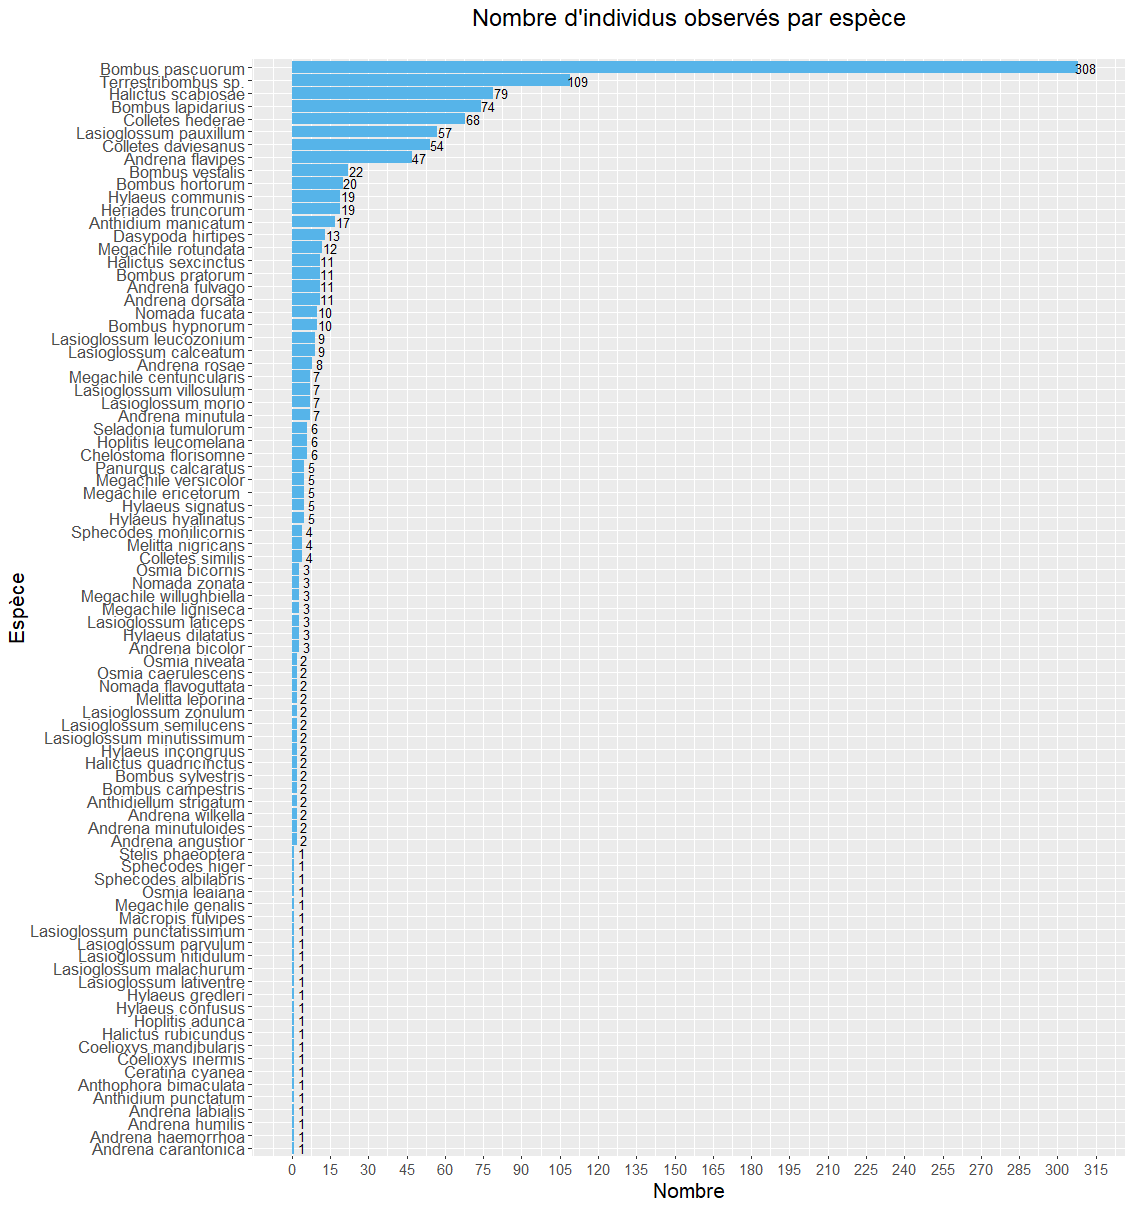 Nombre d'individus observés par espèce
Espèce
Bombus pascuorum 308
Terrestribombus sp. 109
Halictus scabiosae 79
Bombus lapidarius 74
Colletes hederae 68
Lasioglossum pauxillum 57
Colletes daviesanus 54
Andrena flavipes 47
Bombus vestalis 22
Bombus hortorum 20
Hylaeus communis 19
Heriades truncorum 19
Anthidium manicatum 17
Dasypoda hirtipes 13
Megachile rotundata 12
Halictus sexcinctus 11
Bombus pratorum 11
Andrena fulvago 11
Andrena dorsata 11
Nomada fucata 10
Bombus hypnorum 10
Lasioglossum leucozonium 9
Lasioglossum calceatum 9
Andrena rosae 8
Megachile centuncularis 7
Lasioglossum villosulum 7
Lasioglossum morio 7
Andrena minutula 7
Seladonia tumulorum 6
Hoplitis leucomelana 6
Chelostoma florisomne 6
Panurgus calcaratus 5
Megachile versicolor 5
Megachile ericetorum 5
Hylaeus signatus 5
Hylaeus hyalinatus 5
Sphecodes monilicornis 4
Melitta nigricans 4
Colletes similis 4
Osmia bicornis 3
Nomada zonata 3
Megachile willughbiella 3
Megachile ligniseca 3
Lasioglossum laticeps 3
Hylaeus dilatatus 3
Andrena bicolor 3
Osmia niveata 2
Osmia caerulescens 2
Nomada flavoguttata 2
Melitta leporina 2
Lasioglossum zonulum 2
Lasioglossum semilucens 2
Lasioglossum minutissimum 2
Hylaeus incongruus 2
Halictus quadricinctus 2
Bombus sylvestris 2
Bombus campestris 2
Anthidiellum strigatum 2
Andrena wilkella 2
Andrena minutuloides 2
Andrena angustior 2
Stelis phaeoptera 1
Sphecodes niger 1
Sphecodes albilabris 1
Osmia leaiana 1
Megachile genalis 1
Macropis fulvipes 1
Lasioglossum punctatissimum 1
Lasioglossum parvulum 1
Lasioglossum nitidulum 1
Lasioglossum malachurum 1
Lasioglossum lativentre 1
Hylaeus gredleri 1
Hylaeus confusus 1
Hoplitis adunca 1
Halictus rubicundus 1
Coelioxys mandibularis 1
Coelioxys inermis 1
Ceratina cyanea 1
Anthophora bimaculata 1
Anthidium punctatum 1
Andrena labialis 1
Andrena humilis 1
Andrena haemorrhoa 1
Andrena carantonica 1
0 15 30 45 60 75 90 105 120 135 150 165 180 195 210 225 240 255 270 285 300 315
Nombre